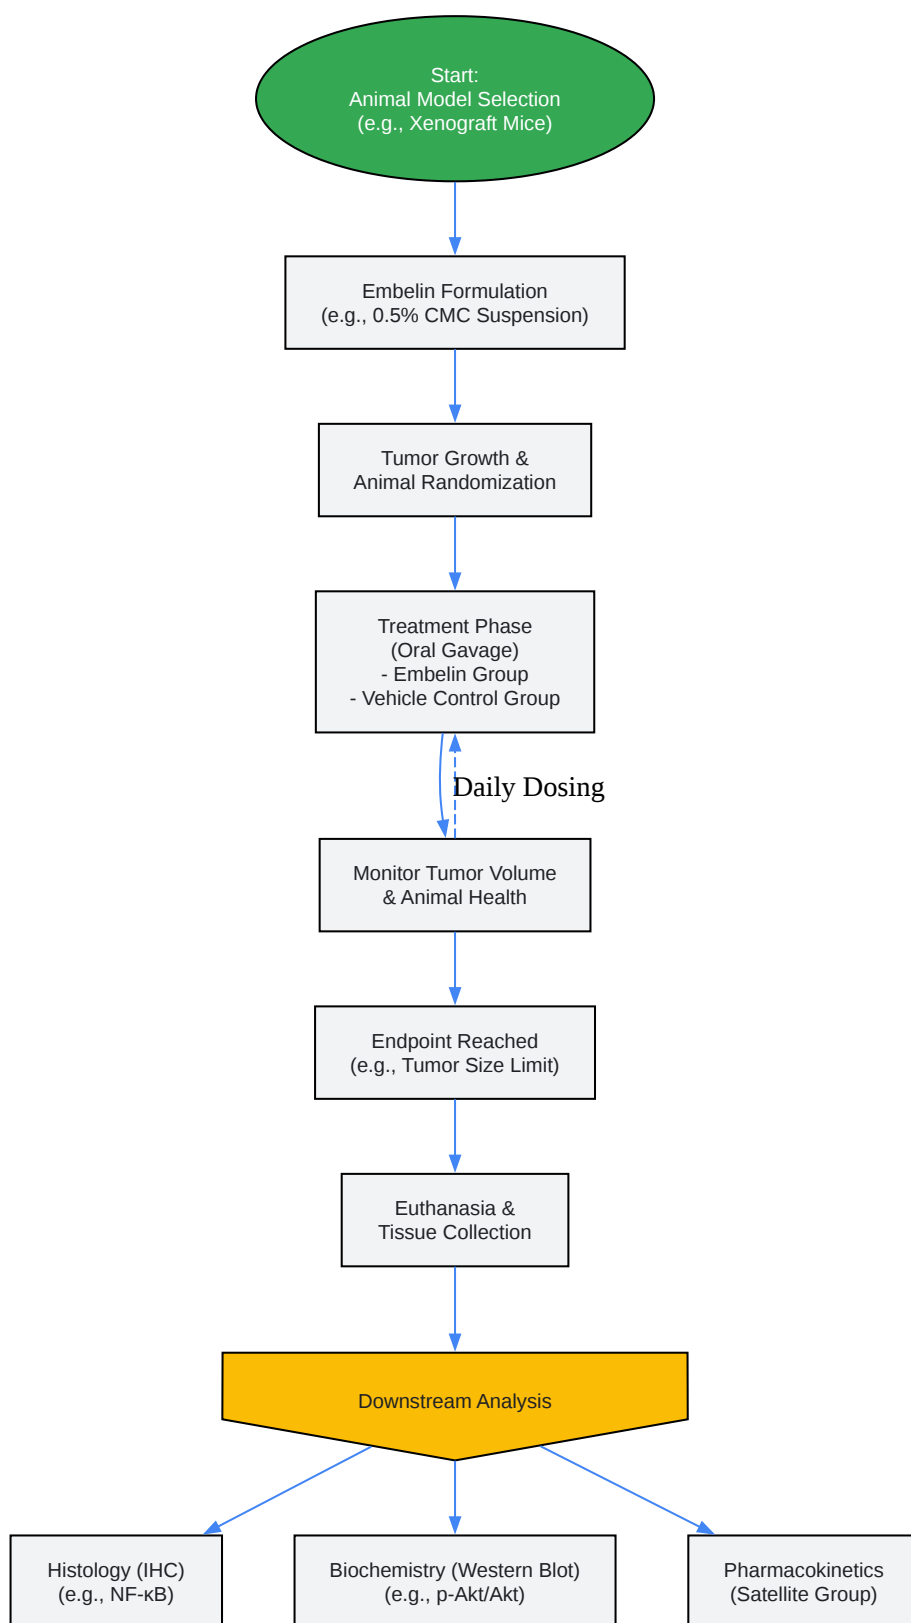 Start:
Animal Model Selection
(e.g., Xenograft Mice)
Embelin Formulation
(e.g., 0.5% CMC Suspension)
Tumor Growth &
Animal Randomization
Treatment Phase
(Oral Gavage)
- Embelin Group
- Vehicle Control Group
Daily Dosing
Monitor Tumor Volume
& Animal Health
Endpoint Reached
(e.g., Tumor Size Limit)
Euthanasia &
Tissue Collection
Downstream Analysis
Histology (IHC)
(e.g., NF-κB)
Biochemistry (Western Blot)
(e.g., p-Akt/Akt)
Pharmacokinetics
(Satellite Group)